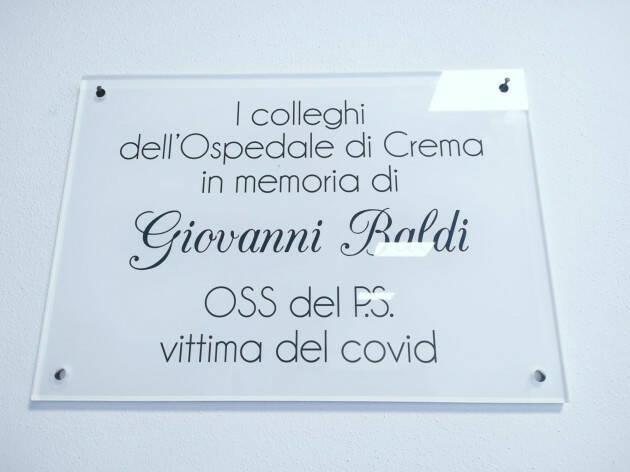 I colleghi
dell'Ospedale di Crema
in memoria di
Giovanni Baldi
OSS del P.S.
vittima del covid